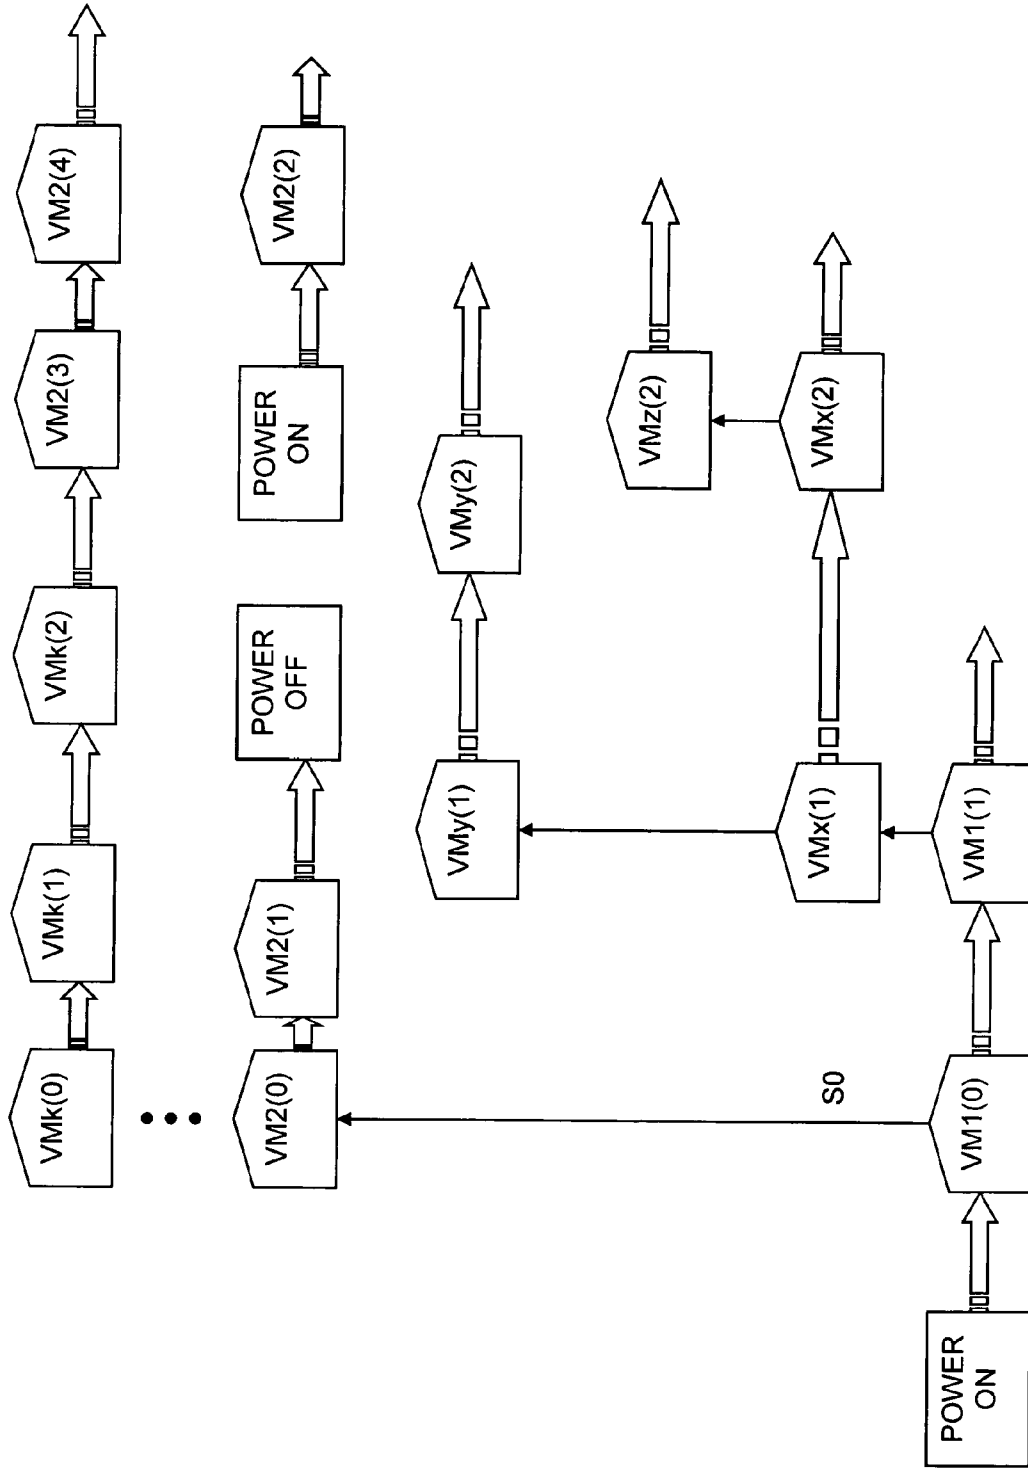 VMk(0)
VMk(1)
VMk(2)
VM2(3)
VM2(4)
VM2(0)
VM2(1)
POWER
OFF
POWER
ON
VM2(2)
VMy(1)
VMy(2)
VMz(2)
S0
VMx(1)
VMx(2)
POWER
ON
VM1(0)
VM1(1)